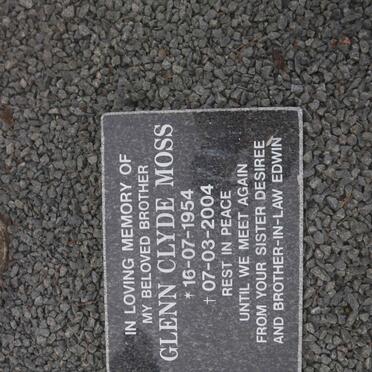 IN LOVING MEMORY OF
MY BELOVED BROTHER
GLENN CLYDE MOSS
* 16-07-1954
† 07-03-2004
REST IN PEACE
UNTIL WE MEET AGAIN
FROM YOUR SISTER DESIREE
AND BROTHER-IN-LAW EDWIN